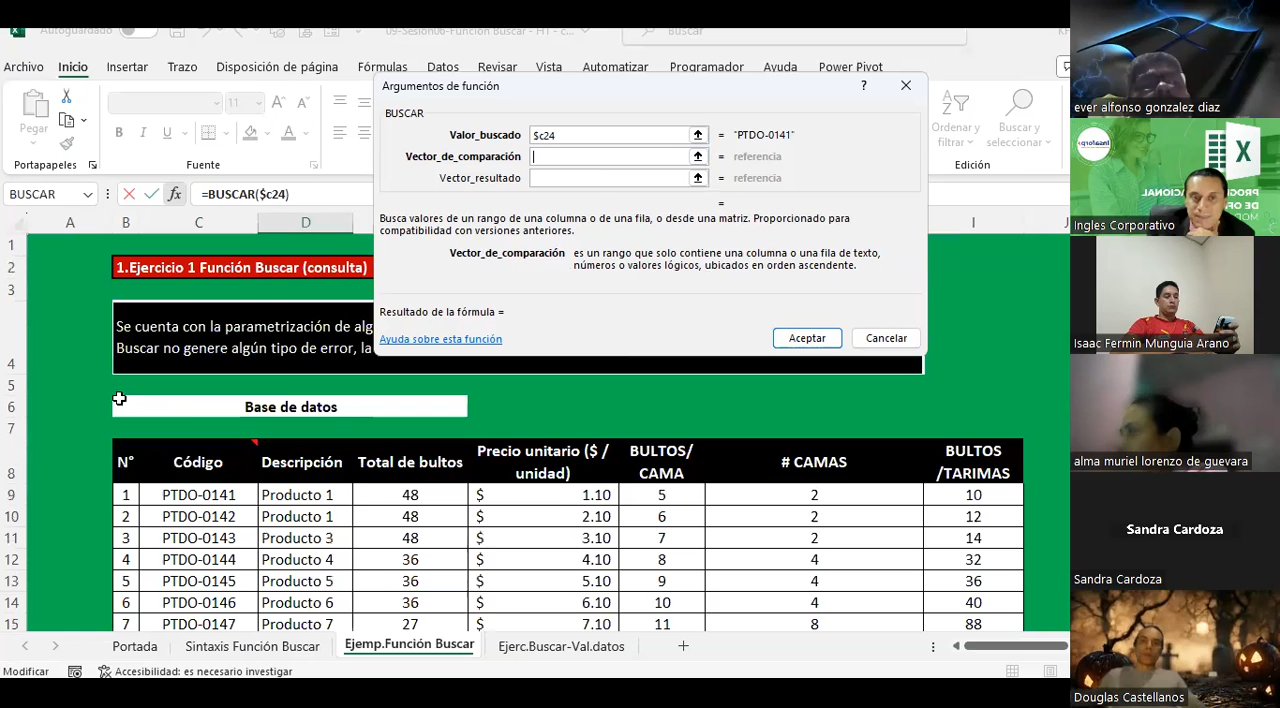 Autoguardado
09-Sesión06-Función Buscar - HT - c...
Buscar
Archivo Inicio Insertar Trazo Disposición de página Fórmulas Datos Revisar Vista Automatizar Programador Ayuda Power Pivot
Pegar
11
N K S
Portapapeles
Fuente
Ordenar y filtrar
Buscar y seleccionar
Edición
Argumentos de función
?
BUSCAR
Valor_buscado $c24 = "PTDO-0141"
Vector_de_comparación = referencia
Vector_resultado = referencia
=
Busca valores de un rango de una columna o de una fila, o desde una matriz. Proporcionado para
compatibilidad con versiones anteriores.
Vector_de_comparación es un rango que solo contiene una columna o una fila de texto,
números o valores lógicos, ubicados en orden ascendente.
Resultado de la fórmula =
Ayuda sobre esta función
Aceptar Cancelar
BUSCAR fx =BUSCAR($c24)
A B C D I J
1
2 1.Ejercicio 1 Función Buscar (consulta)
3
Se cuenta con la parametrización de alg
4 Buscar no genere algún tipo de error, la
5
6 Base de datos
7
8 N° Código Descripción Total de bultos Precio unitario ($ / unidad) BULTOS/ CAMA # CAMAS BULTOS /TARIMAS
9 1 PTDO-0141 Producto 1 48 $ 1.10 5 2 10
10 2 PTDO-0142 Producto 1 48 $ 2.10 6 2 12
11 3 PTDO-0143 Producto 3 48 $ 3.10 7 2 14
12 4 PTDO-0144 Producto 4 36 $ 4.10 8 4 32
13 5 PTDO-0145 Producto 5 36 $ 5.10 9 4 36
14 6 PTDO-0146 Producto 6 36 $ 6.10 10 4 40
15 7 PTDO-0147 Producto 7 27 $ 7.10 11 8 88
Portada Sintaxis Función Buscar Ejemp.Función Buscar Ejerc.Buscar-Val.datos +
Modificar Accesibilidad: es necesario investigar
ever alfonso gonzalez diaz
Ingles Corporativo
Isaac Fermin Munguia Arano
alma muriel lorenzo de guevara
Sandra Cardoza
Sandra Cardoza
Douglas Castellanos